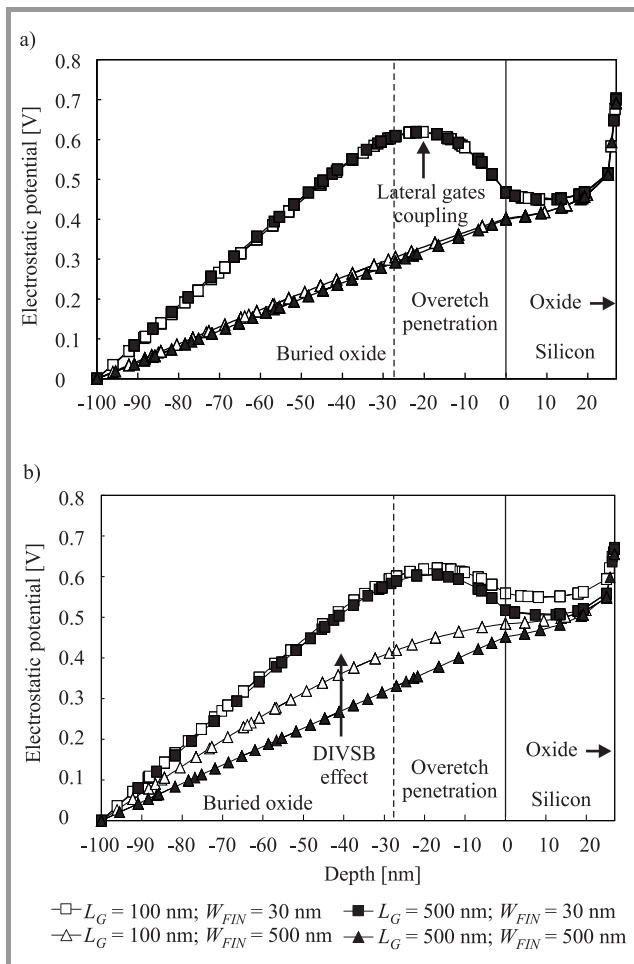 a)
Electrostatic potential [V]
0.8
0.7
0.6
0.5
0.4
0.3
0.2
0.1
0
Lateral gates
coupling
Overetch
penetration
Oxide
Buried oxide
Silicon
-100 -90 -80 -70 -60 -50 -40 -30 -20 -10 0 10 20
b)
Electrostatic potential [V]
0.8
0.7
0.6
0.5
0.4
0.3
0.2
0.1
0
DIVSB
effect
Overetch
penetration
Oxide
Buried oxide
Silicon
-100 -90 -80 -70 -60 -50 -40 -30 -20 -10 0 10 20
Depth [nm]
L_G = 100 nm; W_FIN = 30 nm L_G = 500 nm; W_FIN = 30 nm
L_G = 100 nm; W_FIN = 500 nm L_G = 500 nm; W_FIN = 500 nm